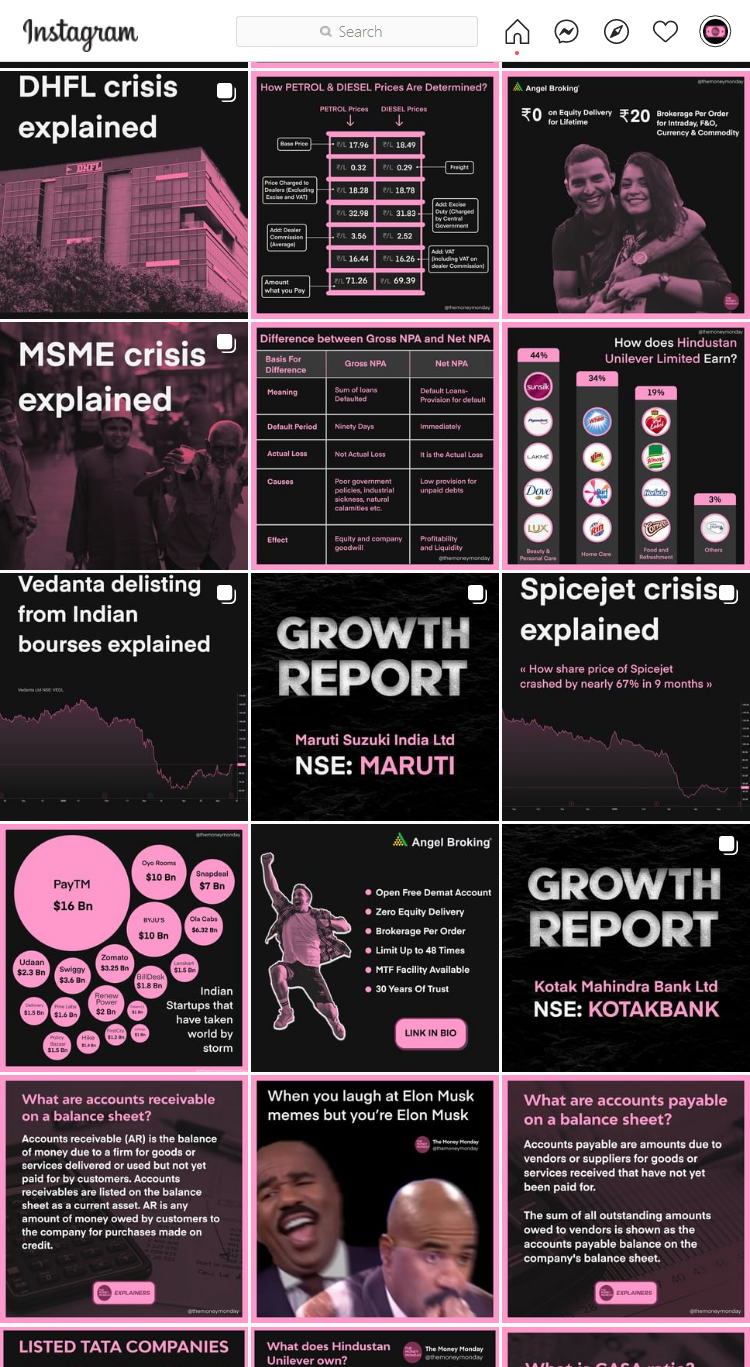 Instagram
Search
DHFL crisis
explained
DHFL
How PETROL & DIESEL Prices Are Determined?
PETROL Prices
DIESEL Prices
Base Price
₹/L 17.96
₹/L 18.49
₹/L 0.32
₹/L 0.29
Freight
Price Charged to
Dealers (Excluding
Excise and VAT)
₹/L 18.28
₹/L 18.78
₹/L 32.98
₹/L 31.83
Add: Excise
Duty (Charged
by Central
Government
Add: Dealer
Commission
(Average)
₹/L 3.56
₹/L 2.52
₹/L 16.44
₹/L 16.26
Add: VAT
(including VAT on
dealer Commission)
Amount
what you Pay
₹/L 71.26
₹/L 69.39
@themoneymonday
@themoneymonday
Angel Broking
₹0 on Equity Delivery
for Lifetime
₹20 Brokerage Per Order
for Intraday, F&O,
Currency & Commodity
MSME crisis
explained
Difference between Gross NPA and Net NPA
Basis For
Difference
Gross NPA
Net NPA
Meaning
Sum of loans
Defaulted
Default Loans-
Provision for default
Default Period
Ninety Days
Immediately
Actual Loss
Not Actual Loss
It is the Actual Loss
Causes
Poor government
policies, Industrial
sickness, natural
calamities etc.
Low provision for
unpaid debts
Effect
Equity and company
goodwill
Profitability
and Liquidity
@themoneymonday
@themoneymonday
How does Hindustan
Unilever Limited Earn?
44%
34%
19%
3%
sunsilk
Pepsodent
LAKMÉ
Dove
LUX
Wheel
Vim
Surf excel
Rin
Red Label
Knorr
Horlicks
Cornetto
Beauty &
Personal Care
Home Care
Food and
Refreshment
Others
Vedanta delisting
from Indian
bourses explained
Vedanta Ltd NSE: VEDL
GROWTH
REPORT
Maruti Suzuki India Ltd
NSE: MARUTI
Spicejet crisis
explained
« How share price of Spicejet
crashed by nearly 67% in 9 months »
@themoneymonday
PayTM
$16 Bn
Oyo Rooms
$10 Bn
Snapdeal
$7 Bn
BYJU'S
$10 Bn
Ola Cabs
$6.32 Bn
Udaan
$2.3 Bn
Swiggy
$3.6 Bn
Zomato
$3.25 Bn
BillDesk
$1.8 Bn
Lenskart
$1.5 Bn
Delhivery
$1.5 Bn
Pine Labs
$1.6 Bn
Renew
Power
$2 Bn
Policy
Bazaar
$1.5 Bn
Hike
$1.4 Bn
FirstCry
$1.2 Bn
Indian
Startups that
have taken
world by
storm
Angel Broking
Open Free Demat Account
Zero Equity Delivery
Brokerage Per Order
Limit Up to 48 Times
MTF Facility Available
30 Years Of Trust
LINK IN BIO
GROWTH
REPORT
Kotak Mahindra Bank Ltd
NSE: KOTAKBANK
What are accounts receivable
on a balance sheet?
Accounts receivable (AR) is the balance
of money due to a firm for goods or
services delivered or used but not yet
paid for by customers. Accounts
receivables are listed on the balance
sheet as a current asset. AR is any
amount of money owed by customers to
the company for purchases made on
credit.
EXPLAINERS
@themoneymonday
When you laugh at Elon Musk
memes but you're Elon Musk
The Money Monday
@themoneymonday
What are accounts payable
on a balance sheet?
Accounts payable are amounts due to
vendors or suppliers for goods or
services received that have not yet
been paid for.
The sum of all outstanding amounts
owed to vendors is shown as the
accounts payable balance on the
company's balance sheet.
EXPLAINERS
@themoneymonday
LISTED TATA COMPANIES
What does Hindustan
Unilever own?
The Money Monday
@themoneymonday
What is CASA ratio?